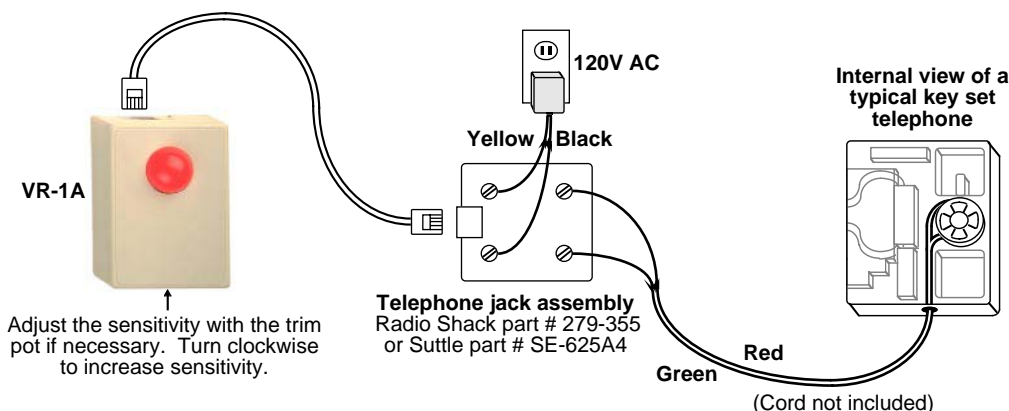 120V AC
Internal view of a
typical key set
telephone
Yellow
Black
VR-1A
Telephone jack assembly
Radio Shack part # 279-355
or Suttle part # SE-625A4
Adjust the sensitivity with the trim
pot if necessary.  Turn clockwise
to increase sensitivity.
Red
Green
(Cord not included)